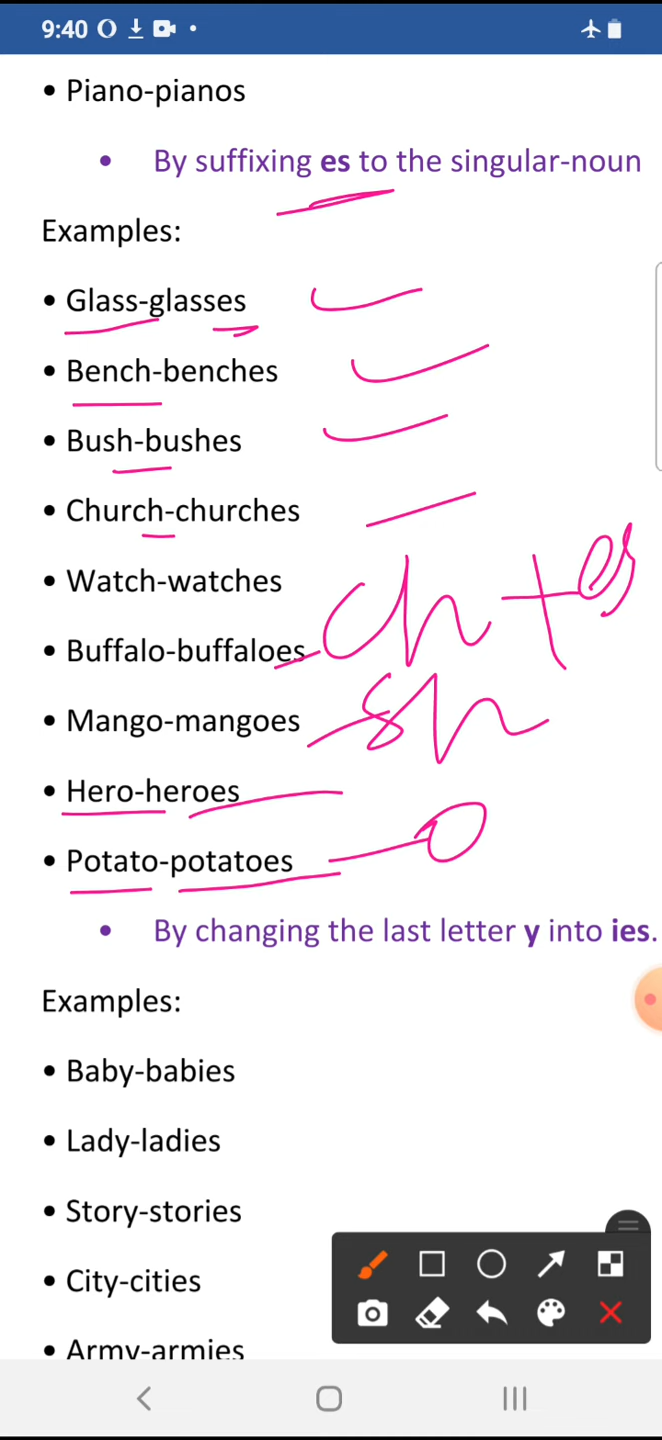 9:40
• Piano-pianos
• By suffixing es to the singular-noun
Examples:
• Glass-glasses
• Bench-benches
• Bush-bushes
• Church-churches
• Watch-watches
ch + es
• Buffalo-buffaloes
• Mango-mangoes
sh
• Hero-heroes
• Potato-potatoes
o
• By changing the last letter y into ies.
Examples:
• Baby-babies
• Lady-ladies
• Story-stories
• City-cities
• Army-armies